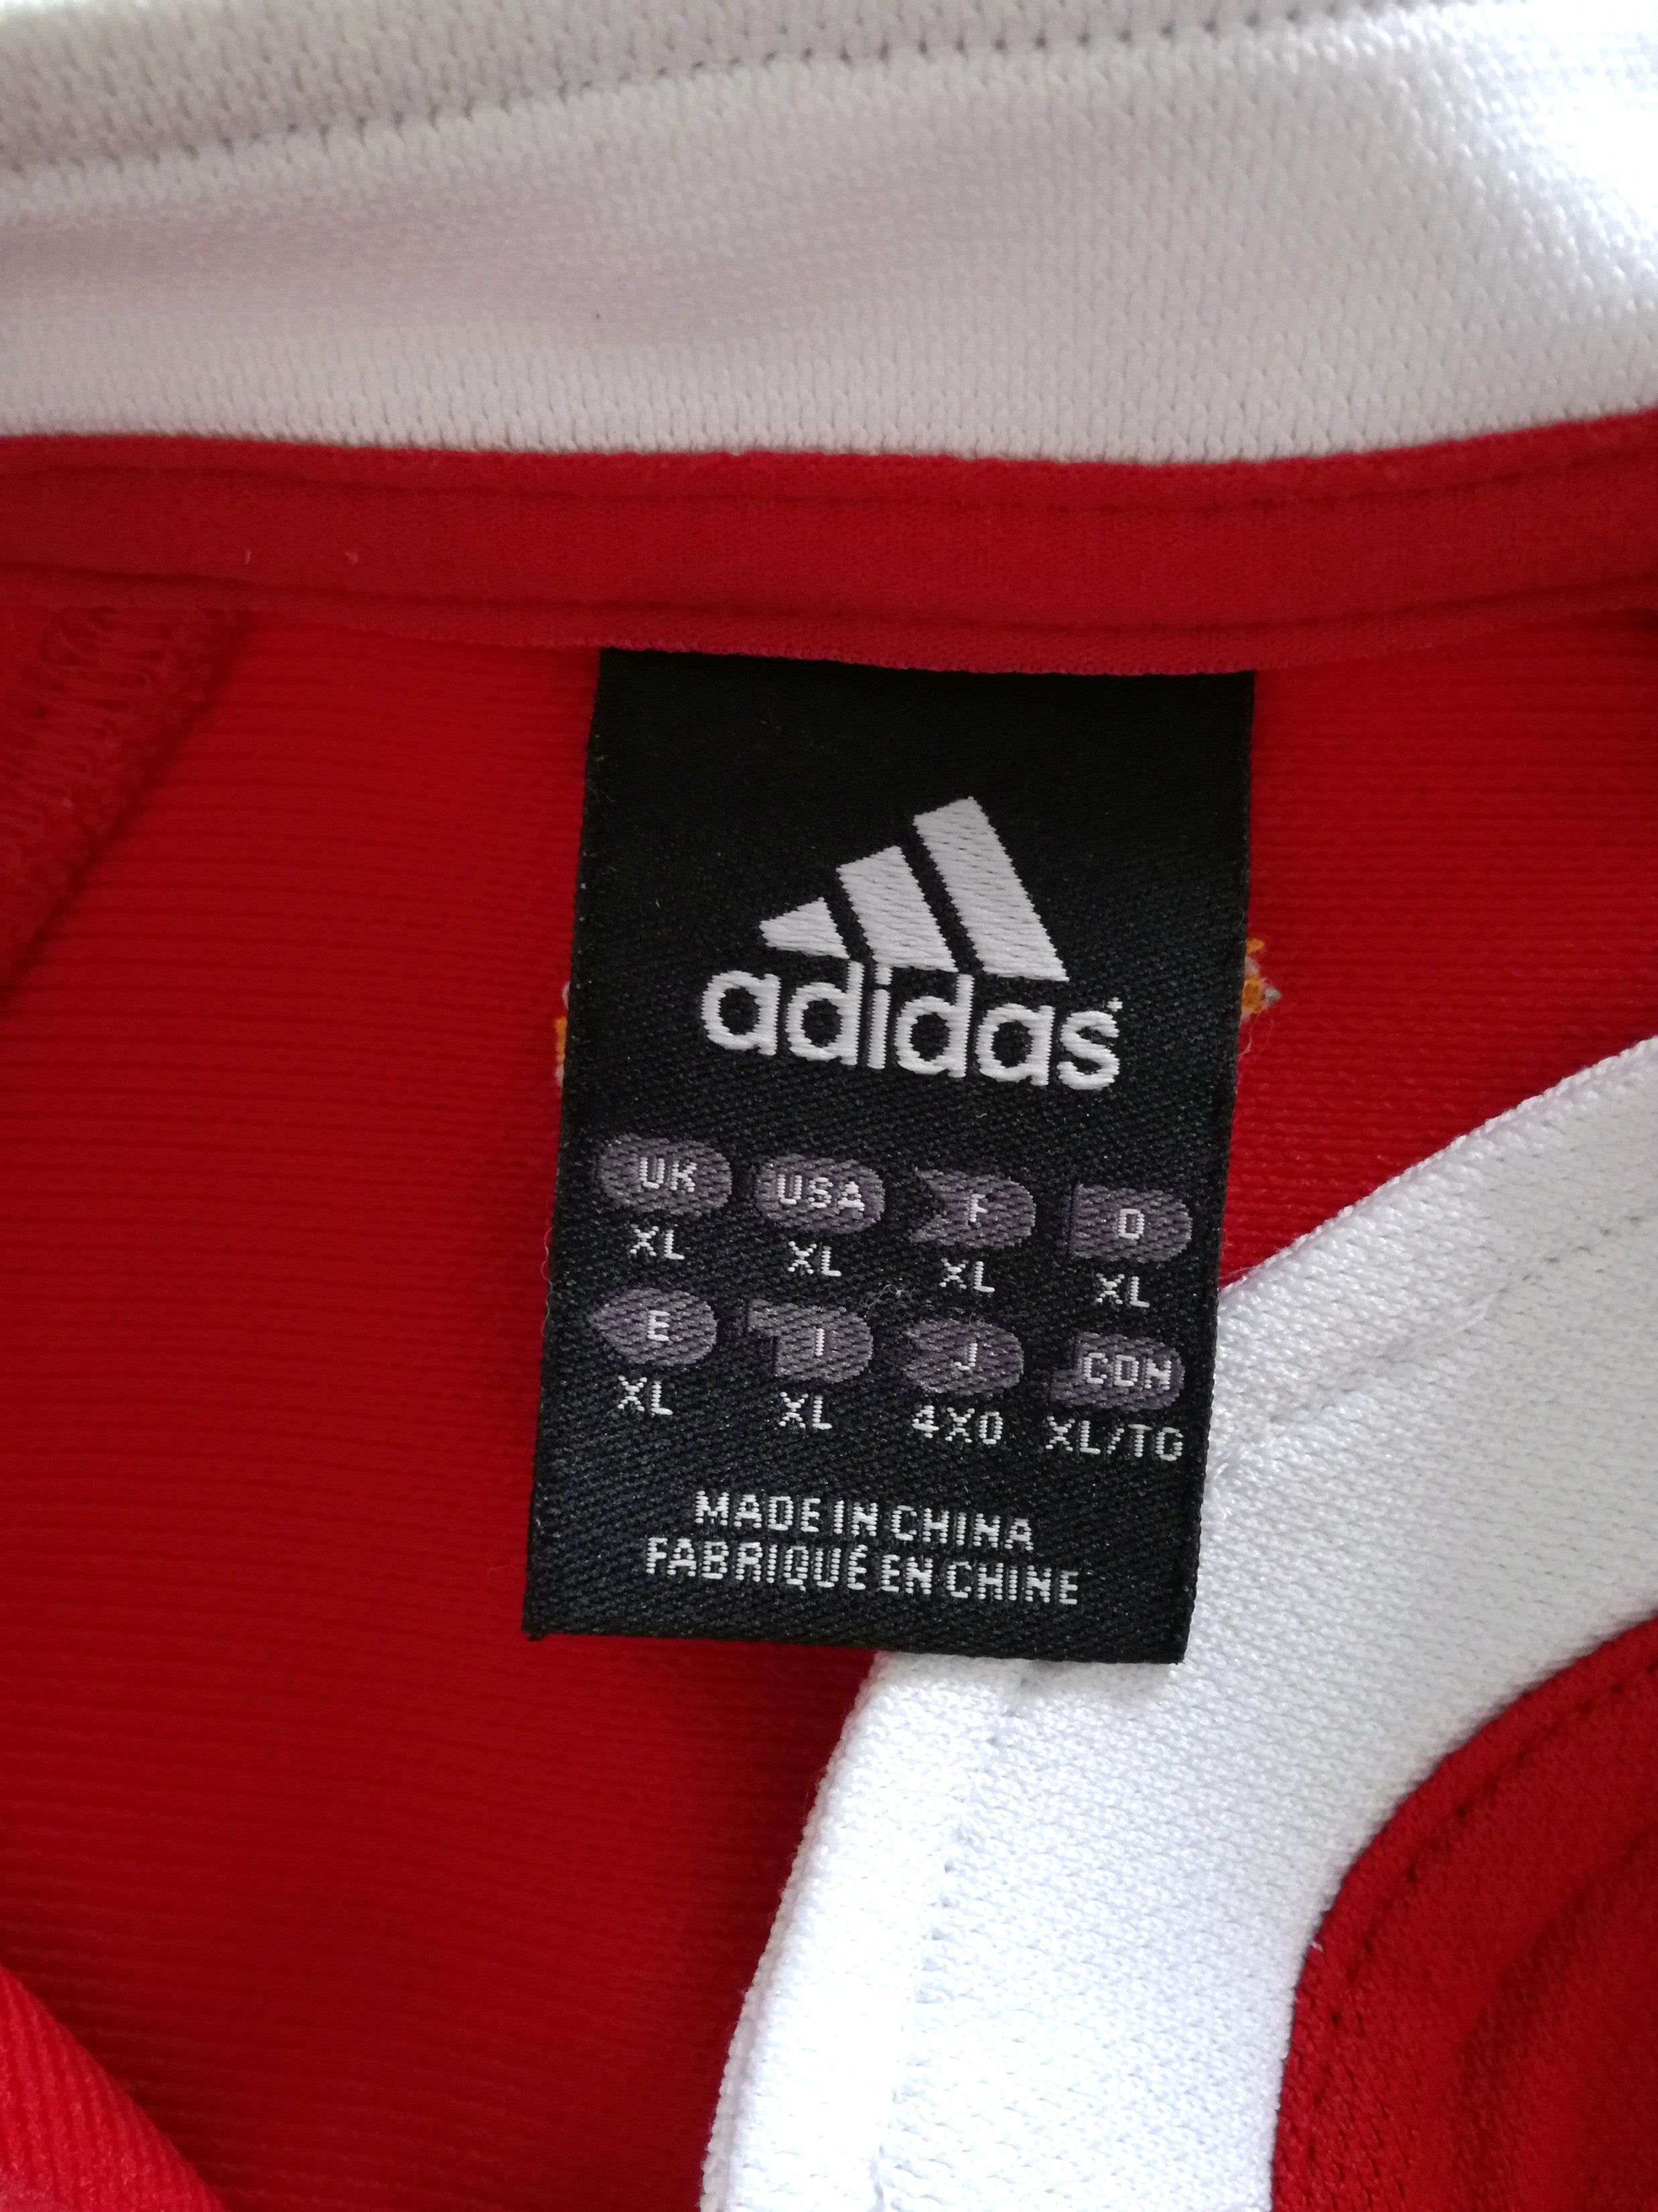 adidas
UK USA F D
XL XL XL XL
E I J CDN
XL XL 4XO XL/TG
MADE IN CHINA
FABRIQUÉ EN CHINE